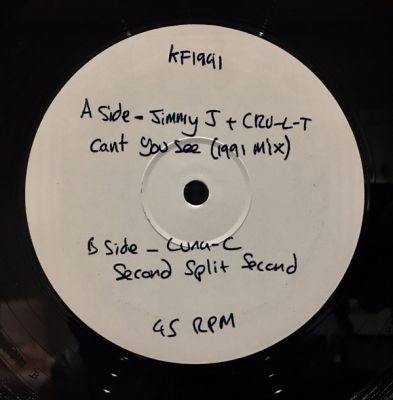 KF1991
A Side - Jimmy J + CRU-L-T
Cant You See (1991 Mix)
B Side - Luna-C
Second Split Second
45 RPM